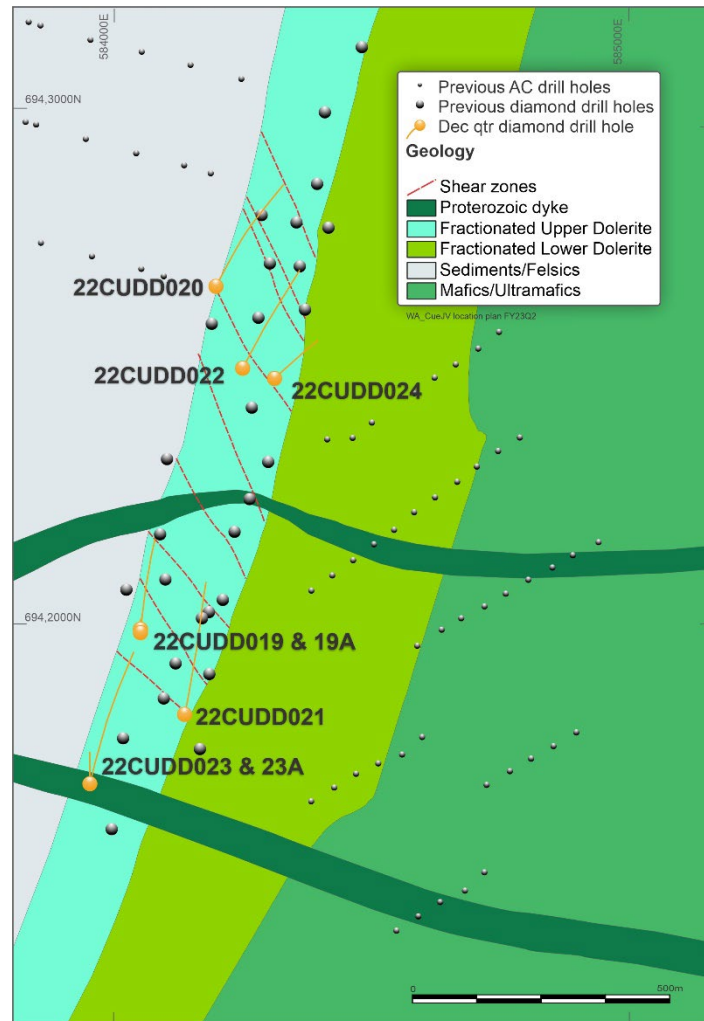 584000E
585000E
694,3000N
Previous AC drill holes
Previous diamond drill holes
Dec qtr diamond drill hole
Geology
Shear zones
Proterozoic dyke
Fractionated Upper Dolerite
Fractionated Lower Dolerite
Sediments/Felsics
Mafics/Ultramafics
WA_CueJV location plan FY23Q2
22CUDD020
22CUDD022
22CUDD024
694,2000N
22CUDD019 & 19A
22CUDD021
22CUDD023 & 23A
0
500m